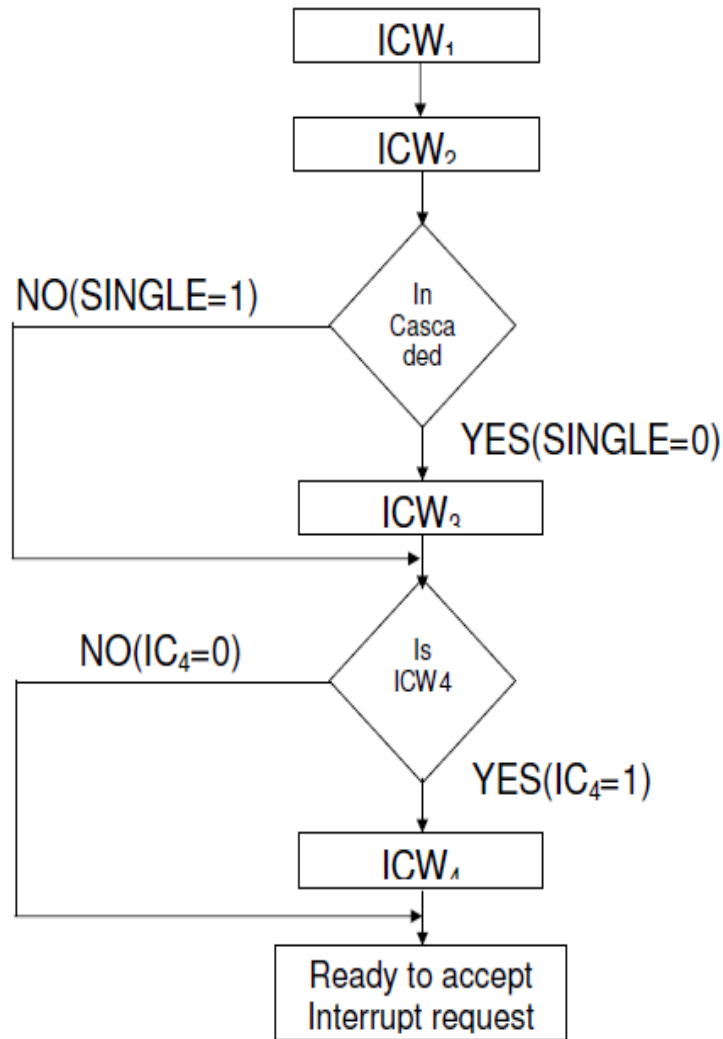 ICW₁
ICW₂
NO(SINGLE=1)
In
Casca
ded
YES(SINGLE=0)
ICW₃
NO(IC₄=0)
Is
ICW4
YES(IC₄=1)
ICW₄
Ready to accept
Interrupt request